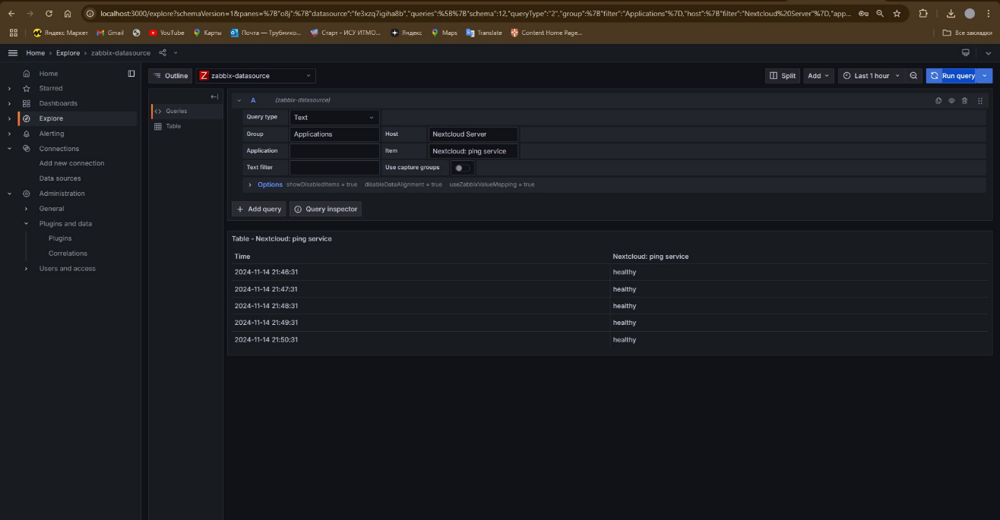 localhost:3000/explore?schemaVersion=1&panes=%7B"o8j":%7B"datasource":"fe3xzq7igiha8b","queries":%5B%7B"schema":12,"queryType":"2","group":%7B"filter":"Applications"%7D,"host":%7B"filter":"Nextcloud%20Server"%7D,"app...
Яндекс Маркет Gmail YouTube Карты Почта — Трубнико... Старт - ИСУ ИТМО... Яндекс Maps Translate Content Home Page... Все закладки
Home › Explore › zabbix-datasource
Home
Starred
Dashboards
Explore
Alerting
Connections
Add new connection
Data sources
Administration
General
Plugins and data
Plugins
Correlations
Users and access
Outline Z zabbix-datasource Split Add Last 1 hour Run query
Queries
Table
A (zabbix-datasource)
Query type Text
Group Applications Host Nextcloud Server
Application Item Nextcloud: ping service
Text filter Use capture groups
Options showDisabledItems = true disableDataAlignment = true useZabbixValueMapping = true
+ Add query Query inspector
Table - Nextcloud: ping service
Time Nextcloud: ping service
2024-11-14 21:46:31 healthy
2024-11-14 21:47:31 healthy
2024-11-14 21:48:31 healthy
2024-11-14 21:49:31 healthy
2024-11-14 21:50:31 healthy